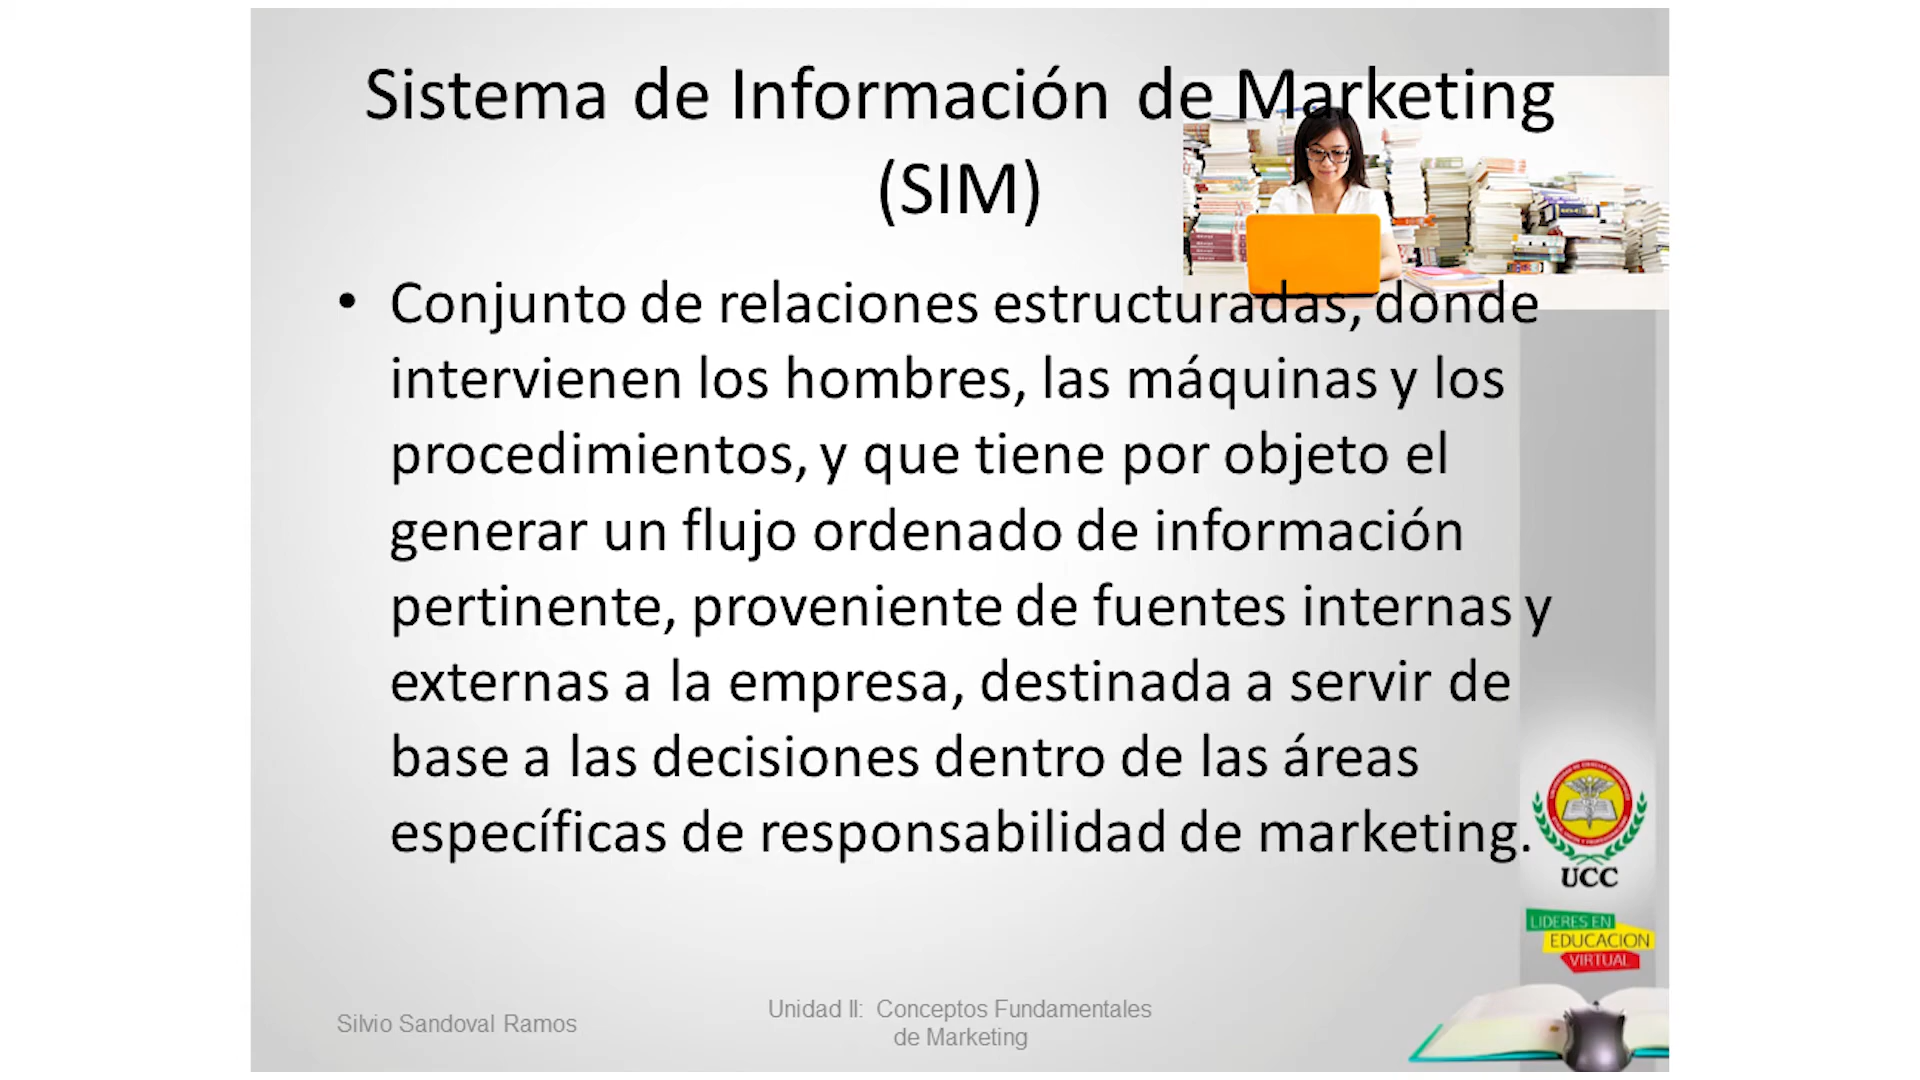 Sistema de Información de Marketing
(SIM)
• Conjunto de relaciones estructuradas, donde
intervienen los hombres, las máquinas y los
procedimientos, y que tiene por objeto el
generar un flujo ordenado de información
pertinente, proveniente de fuentes internas y
externas a la empresa, destinada a servir de
base a las decisiones dentro de las áreas
específicas de responsabilidad de marketing.
UCC
LIDERES EN
EDUCACION
VIRTUAL
Silvio Sandoval Ramos
Unidad II: Conceptos Fundamentales
de Marketing